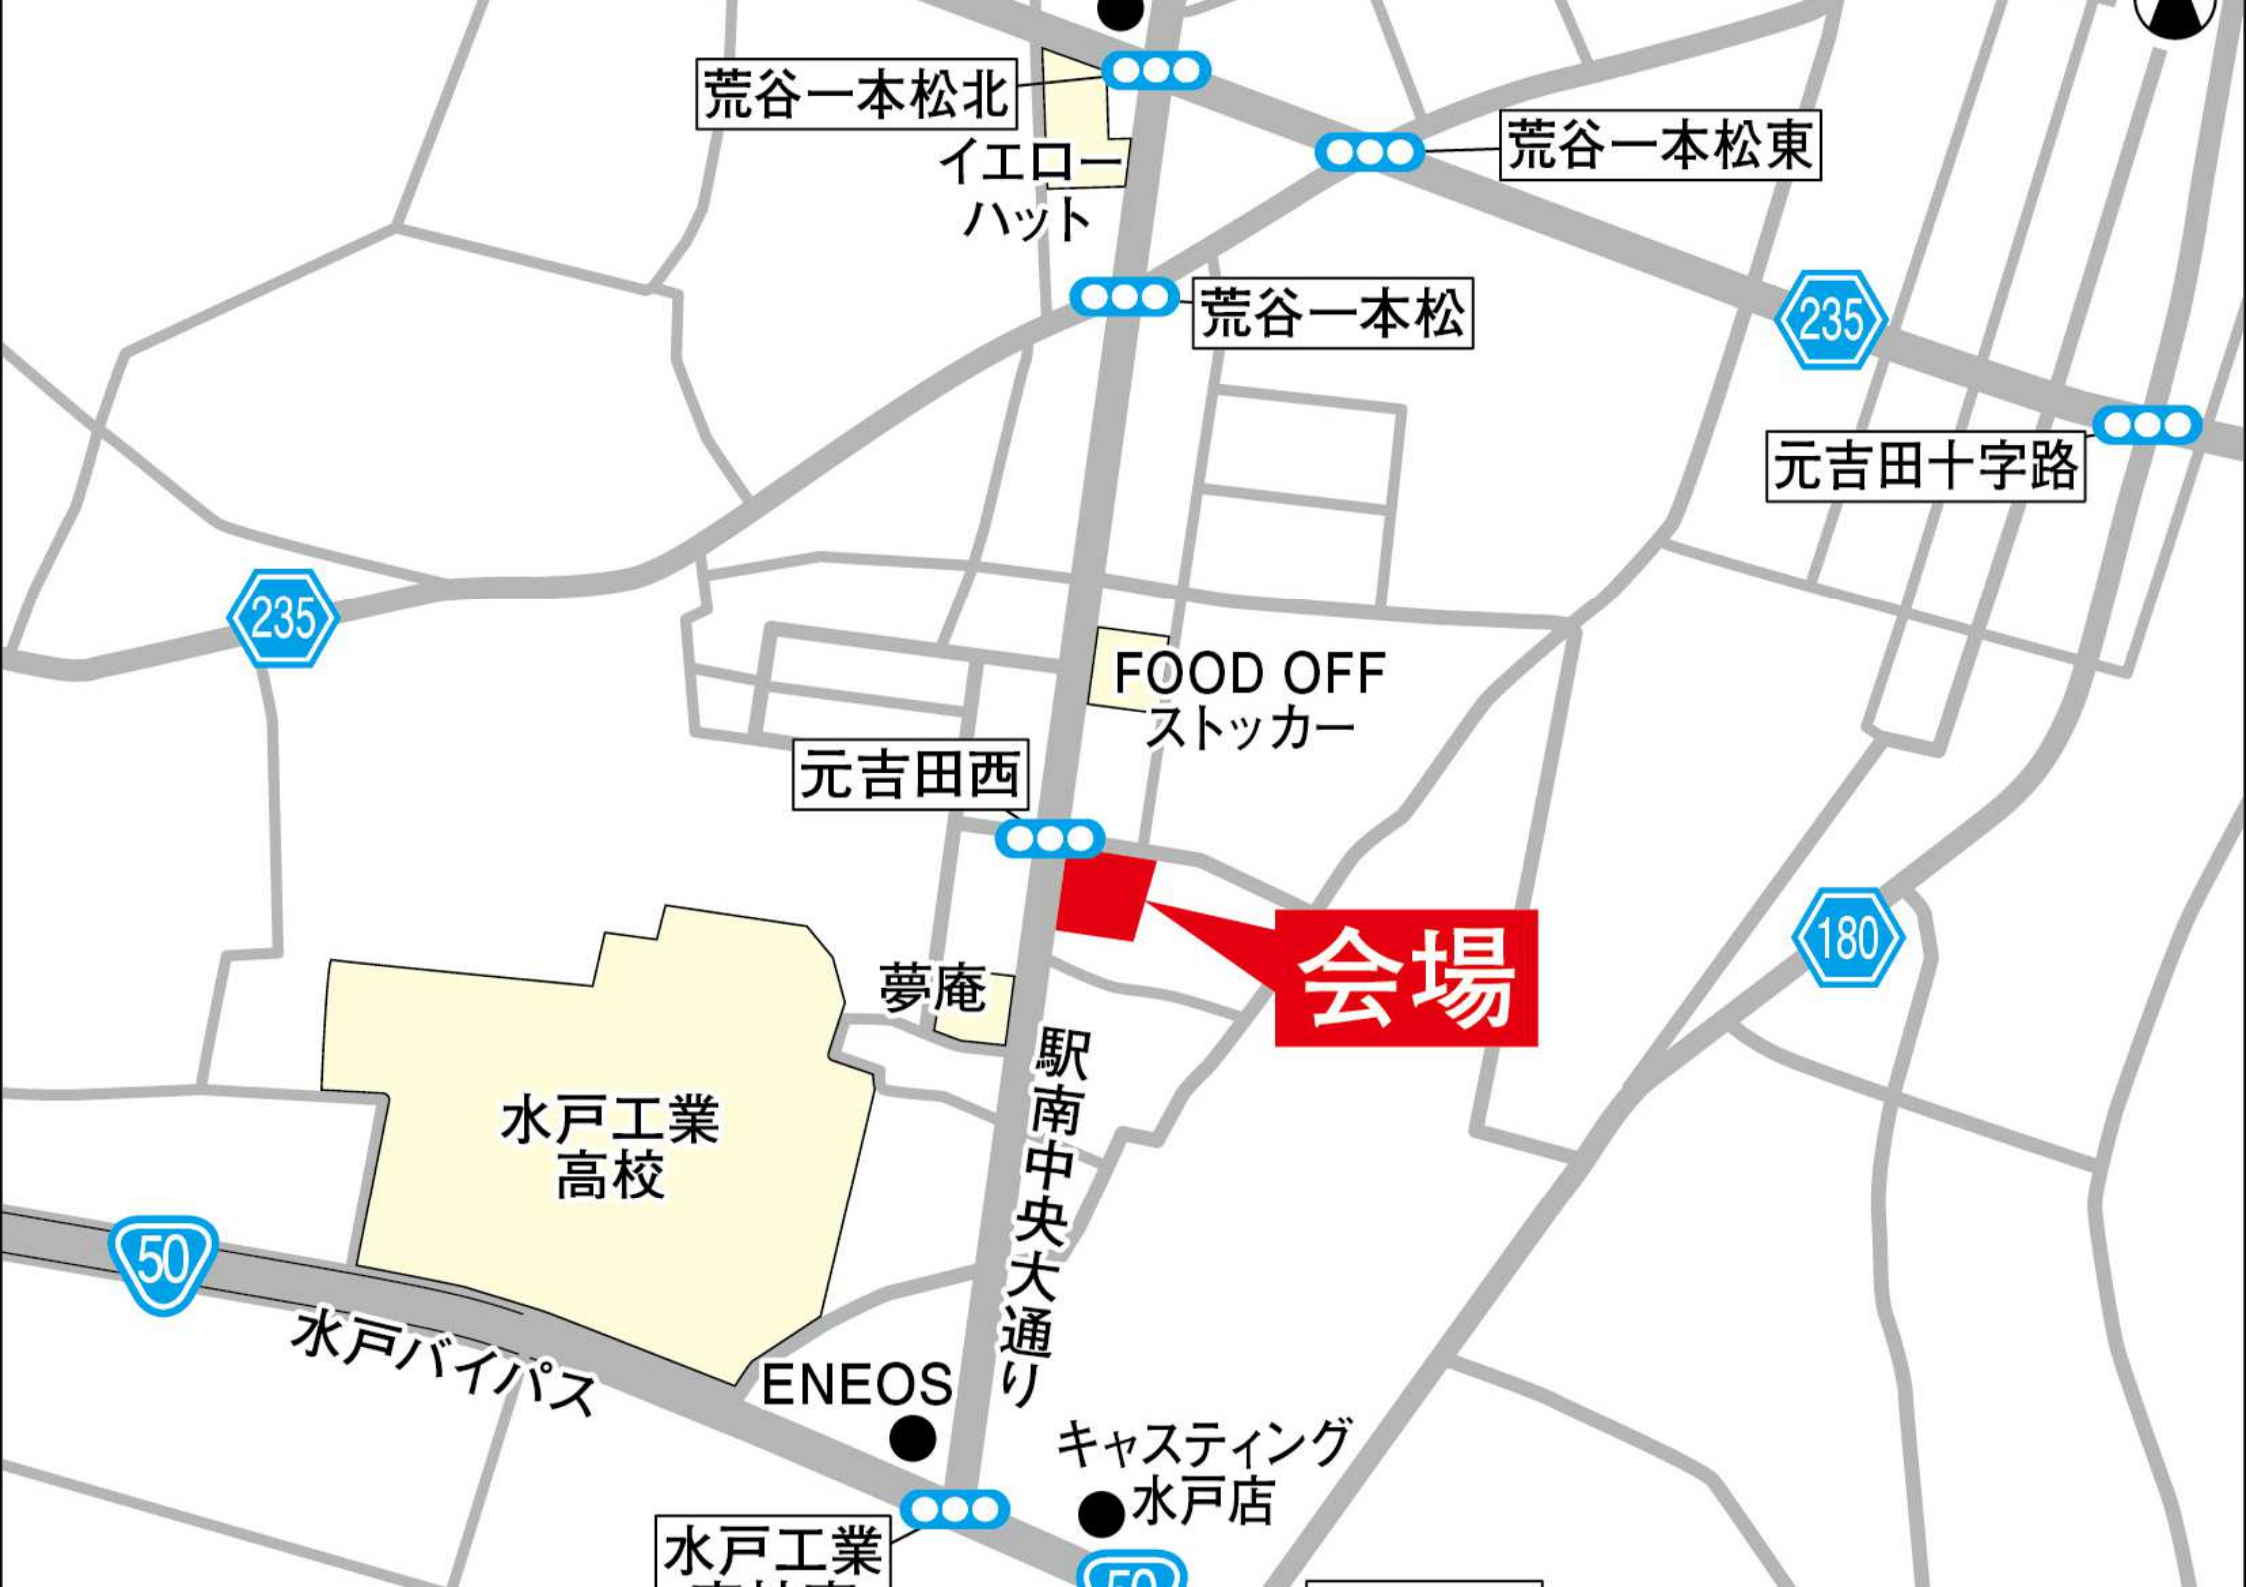 荒谷一本松北
イエロー
ハット
荒谷一本松東
荒谷一本松
235
元吉田十字路
235
FOOD OFF
ストッカー
元吉田西
会場
180
夢庵
駅南中央大通り
水戸工業
高校
50
水戸バイパス
ENEOS
キャスティング
水戸店
水戸工業
50